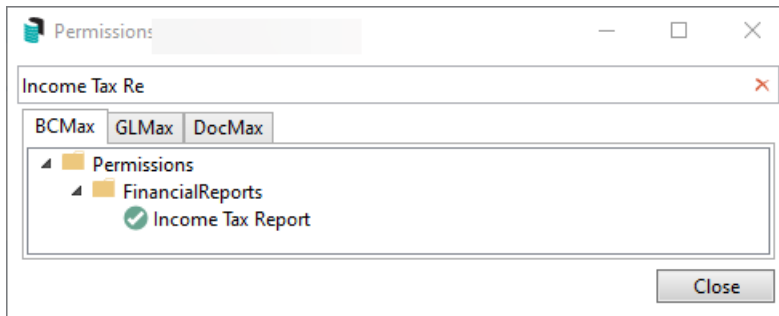 Permissions
Income Tax Re
BCMax GLMax DocMax
Permissions
FinancialReports
Income Tax Report
Close